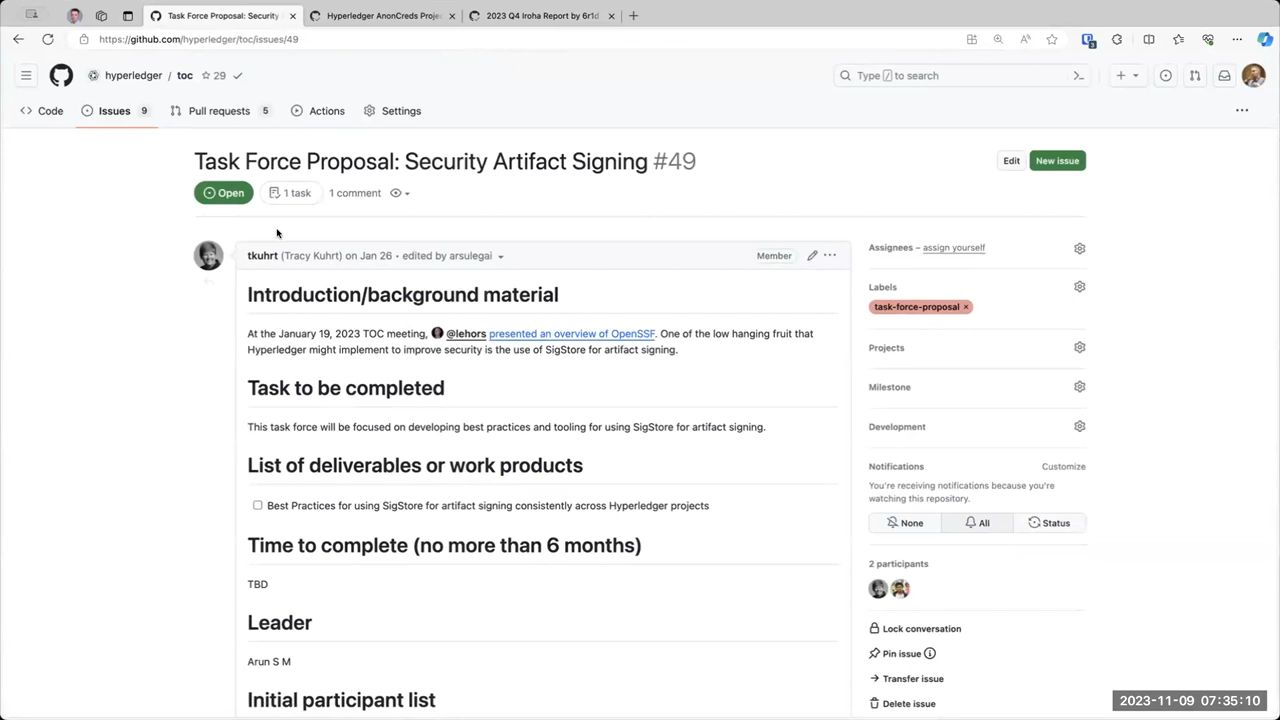 Task Force Proposal: Security
Hyperledger AnonCreds Proje
2023 Q4 Iroha Report by 6r1d
https://github.com/hyperledger/toc/issues/49
hyperledger / toc 29
Type / to search
Code
Issues 9
Pull requests 5
Actions
Settings
Task Force Proposal: Security Artifact Signing #49
Edit
New issue
Open
1 task
1 comment
tkuhrt (Tracy Kuhrt) on Jan 26 • edited by arsulegai
Member
Introduction/background material
At the January 19, 2023 TOC meeting, @lehors presented an overview of OpenSSF. One of the low hanging fruit that
Hyperledger might implement to improve security is the use of SigStore for artifact signing.
Task to be completed
This task force will be focused on developing best practices and tooling for using SigStore for artifact signing.
List of deliverables or work products
Best Practices for using SigStore for artifact signing consistently across Hyperledger projects
Time to complete (no more than 6 months)
TBD
Leader
Arun S M
Initial participant list
Assignees – assign yourself
Labels
task-force-proposal ×
Projects
Milestone
Development
Notifications
Customize
You're receiving notifications because you're
watching this repository.
None
All
Status
2 participants
Lock conversation
Pin issue
Transfer issue
Delete issue
2023-11-09 07:35:10